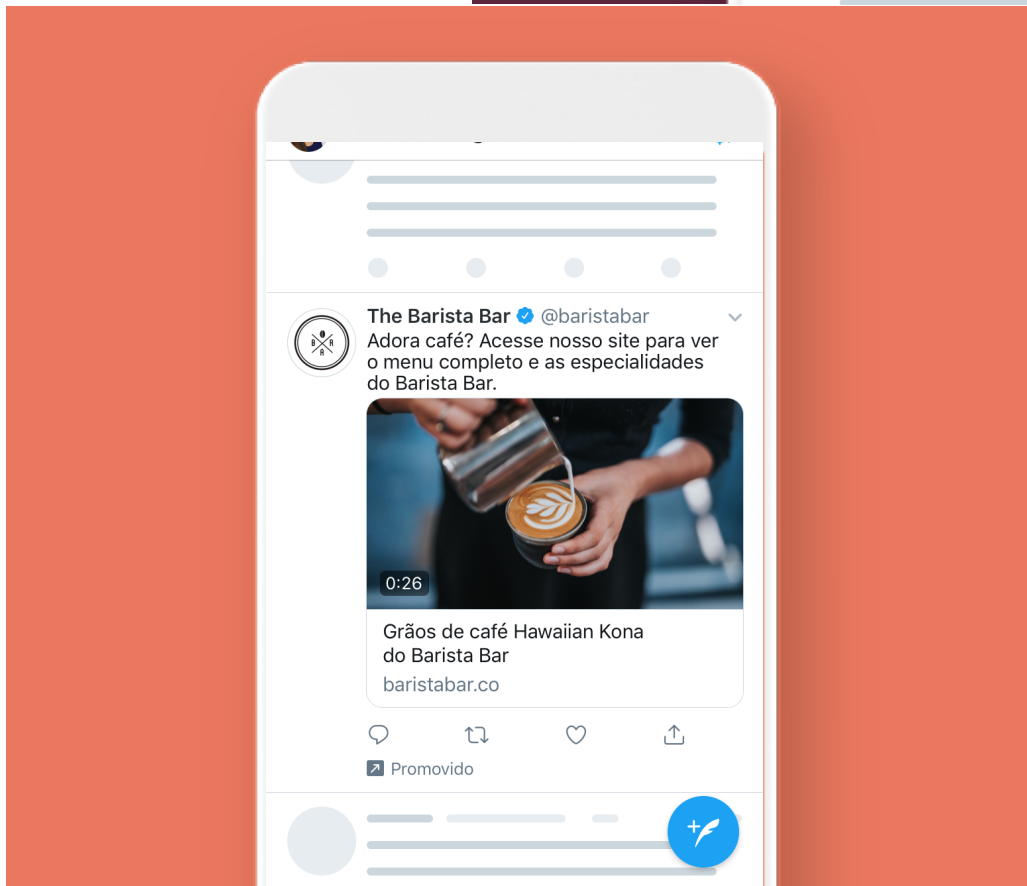 The Barista Bar @baristabar
Adora café? Acesse nosso site para ver
o menu completo e as especialidades
do Barista Bar.
B A R
A
0:26
Grãos de café Hawaiian Kona
do Barista Bar
baristabar.co
Promovido